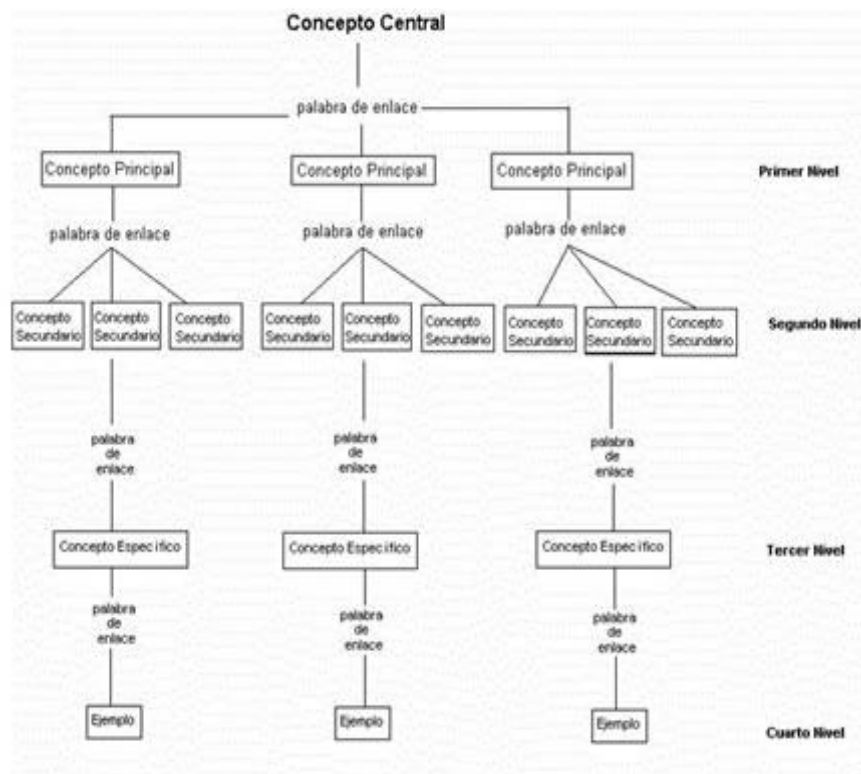 Concepto Central
palabra de enlace
Concepto Principal Concepto Principal Concepto Principal Primer Nivel
palabra de enlace palabra de enlace palabra de enlace
Concepto Concepto Concepto Concepto Concepto Concepto Concepto Concepto Concepto Segundo Nivel
Secundario Secundario Secundario Secundario Secundario Secundario Secundario Secundario Secundario
palabra palabra palabra
de de de
enlace enlace enlace
Concepto Específico Concepto Específico Concepto Específico Tercer Nivel
palabra palabra palabra
de de de
enlace enlace enlace
Ejemplo Ejemplo Ejemplo Cuarto Nivel